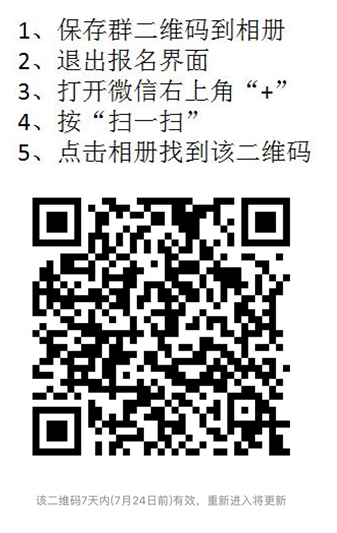 1、保存群二维码到相册
2、退出报名界面
3、打开微信右上角“+”
4、按“扫一扫”
5、点击相册找到该二维码
该二维码7天内(7月24日前)有效，重新进入将更新